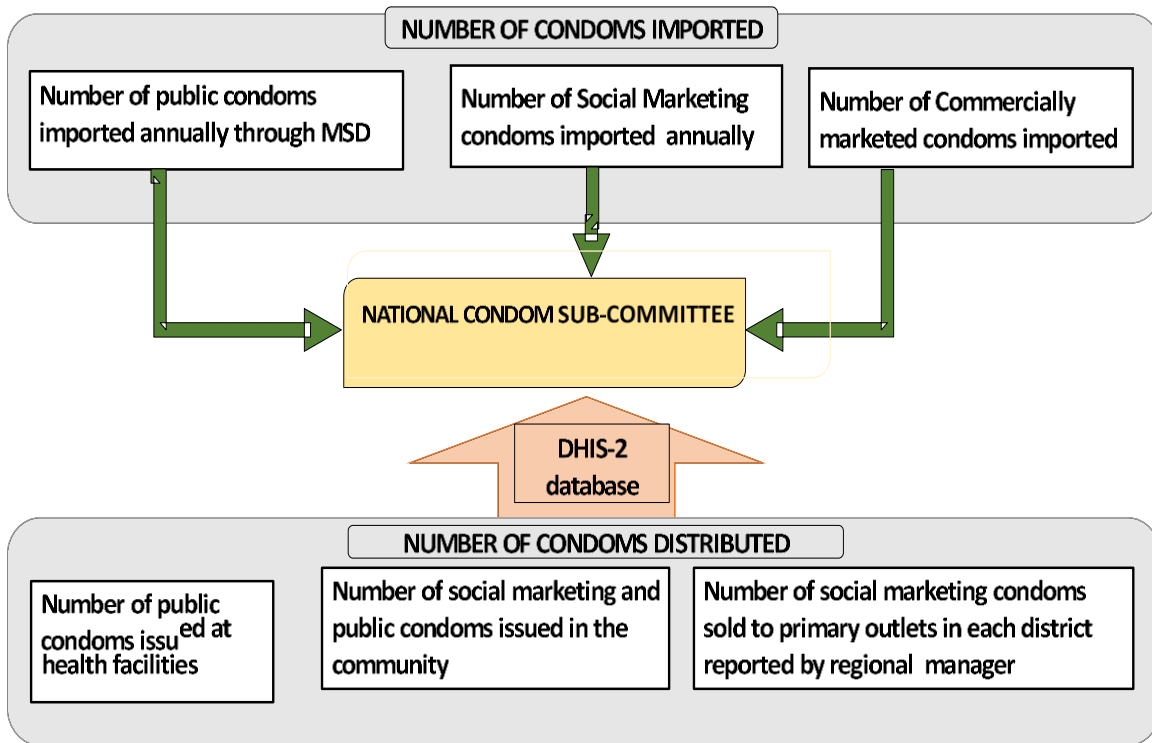 NUMBER OF CONDOMS IMPORTED
Number of public condoms
imported annually through MSD
Number of Social Marketing
condoms imported annually
Number of Commercially
marketed condoms imported
NATIONAL CONDOM SUB-COMMITTEE
DHIS-2
database
NUMBER OF CONDOMS DISTRIBUTED
Number of public
condoms issued at
health facilities
Number of social marketing and
public condoms issued in the
community
Number of social marketing condoms
sold to primary outlets in each district
reported by regional manager